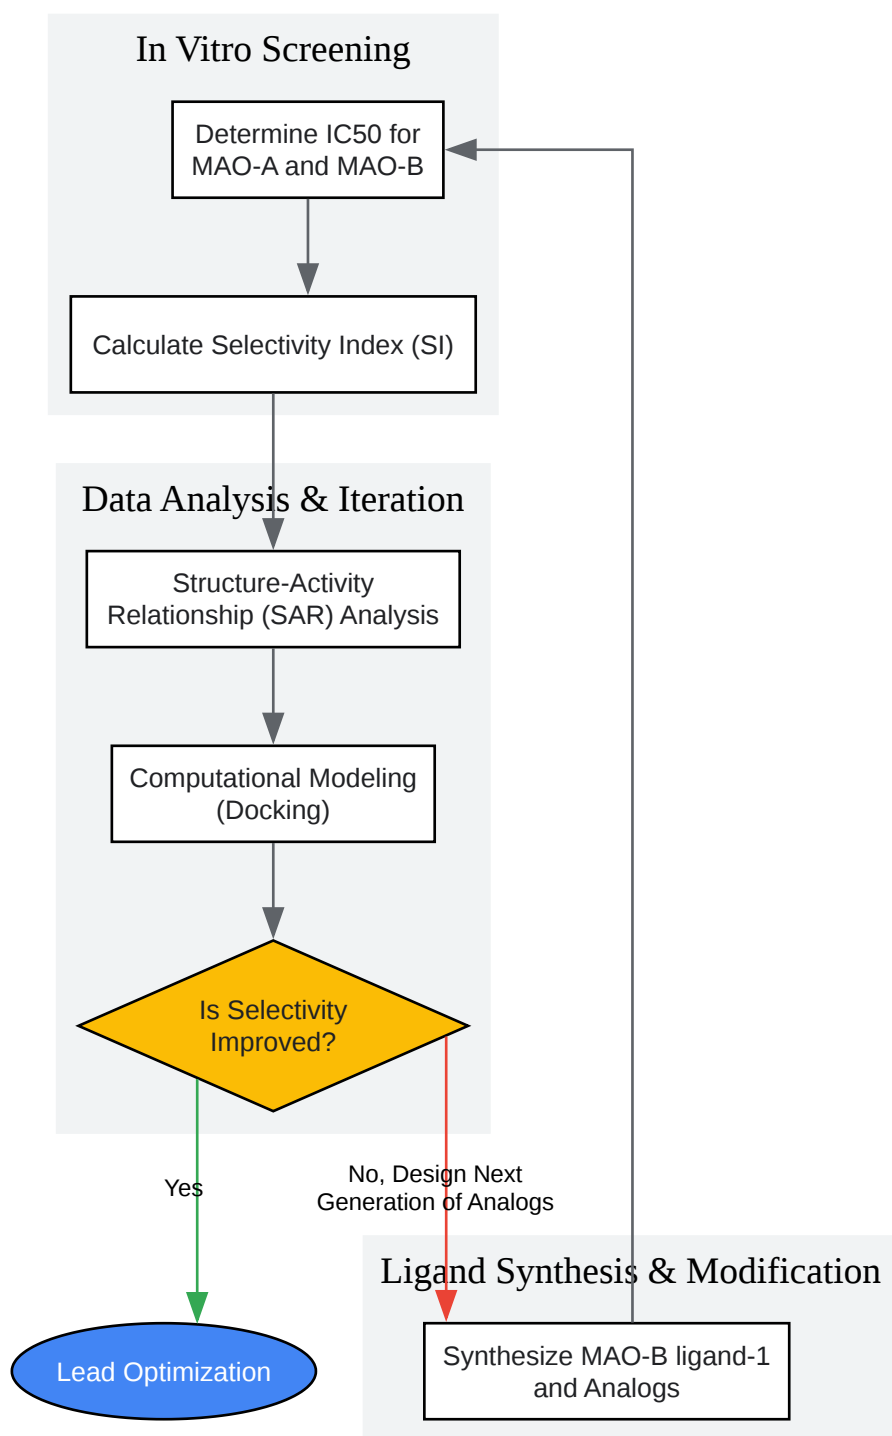 In Vitro Screening
Determine IC50 for
MAO-A and MAO-B
Calculate Selectivity Index (SI)
Data Analysis & Iteration
Structure-Activity
Relationship (SAR) Analysis
Computational Modeling
(Docking)
Is Selectivity
Improved?
Yes
No, Design Next
Generation of Analogs
Ligand Synthesis & Modification
Synthesize MAO-B ligand-1
and Analogs
Lead Optimization